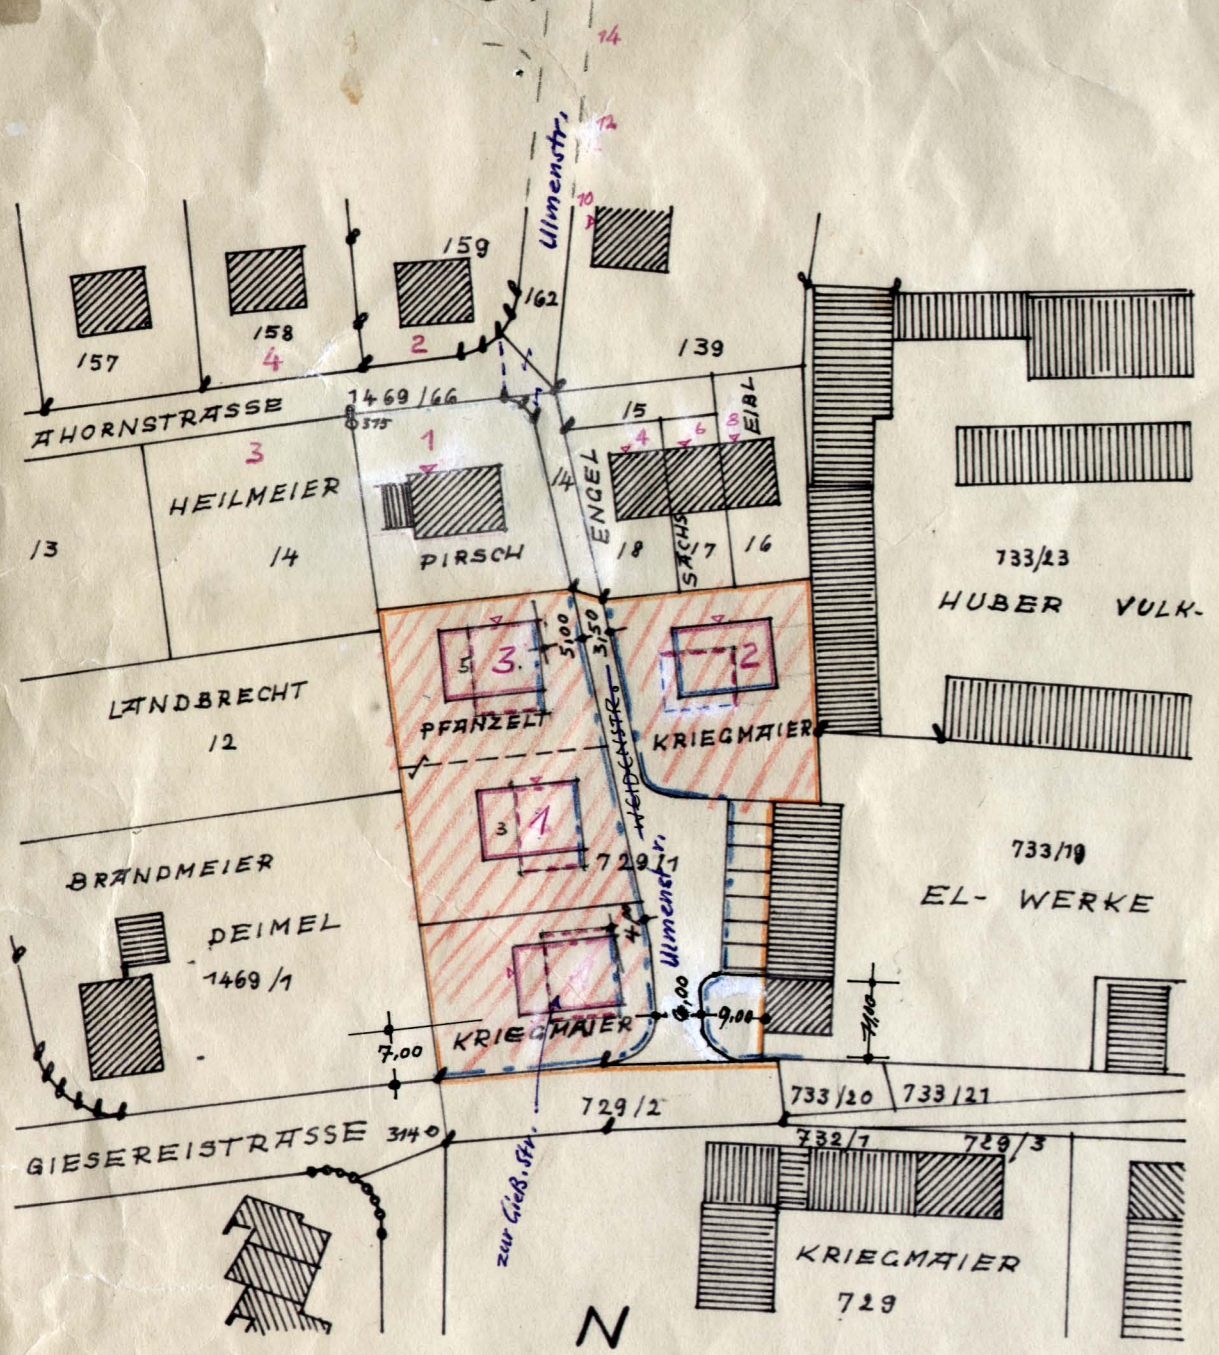 14
12
Ulmenstr.
10
159
162
157
158
4
2
139
1469/66
AHORNSTRASSE
315
15
EIBL
3
1
4
6
8
HEILMEIER
14
ENGEL
13
14
PIRSCH
18
SACHS
17
16
733/23
HUBER VULK-
5,00
3,50
5
3.
2
LANDBRECHT
12
PFANZELT
KRIEGMAIER
WEIDENSTR.
3
1
729/1
733/19
BRANDMEIER
EL- WERKE
DEIMEL
1469/1
Ulmenstr.
6,00
9,00
KRIEGMAIER
7,00
733/20
733/21
729/2
GIESEREISTRASSE
314
732/1
729/3
zur Gieß.Str.
KRIEGMAIER
729
N